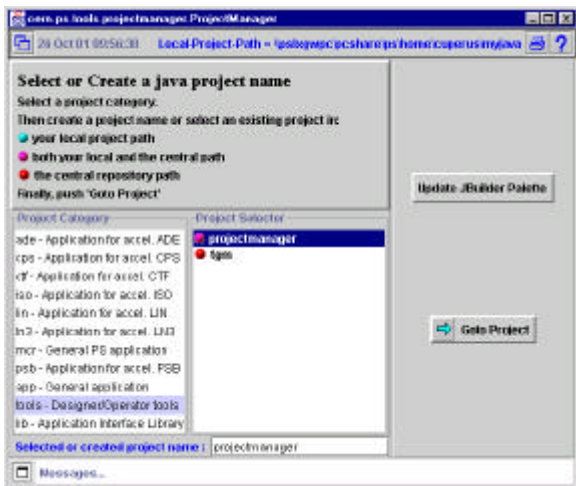 cern.ps.tools.projectmanager.ProjectManager
26 Oct 01 09:56:38 Local-Project-Path = \\pslxgwpc\pcshare\ps\home\cuperus\myjava
?
Select or Create a java project name
Select a project category.
Then create a project name or select an existing project in:
your local project path
both your local and the central path
the central repository path
Finally, push 'Goto Project'
Update JBuilder Palette
Project Category
Project Selector
ade - Application for accel. ADE
cps - Application for accel. CPS
ctf - Application for accel. CTF
iso - Application for accel. ISO
lin - Application for accel. LIN
ln3 - Application for accel. LN3
mcr - General PS application
psb - Application for accel. PSB
app - General application
tools - Designer/Operator tools
lib - Application Interface Library
projectmanager
tgm
Goto Project
Selected or created project name : projectmanager
Messages...